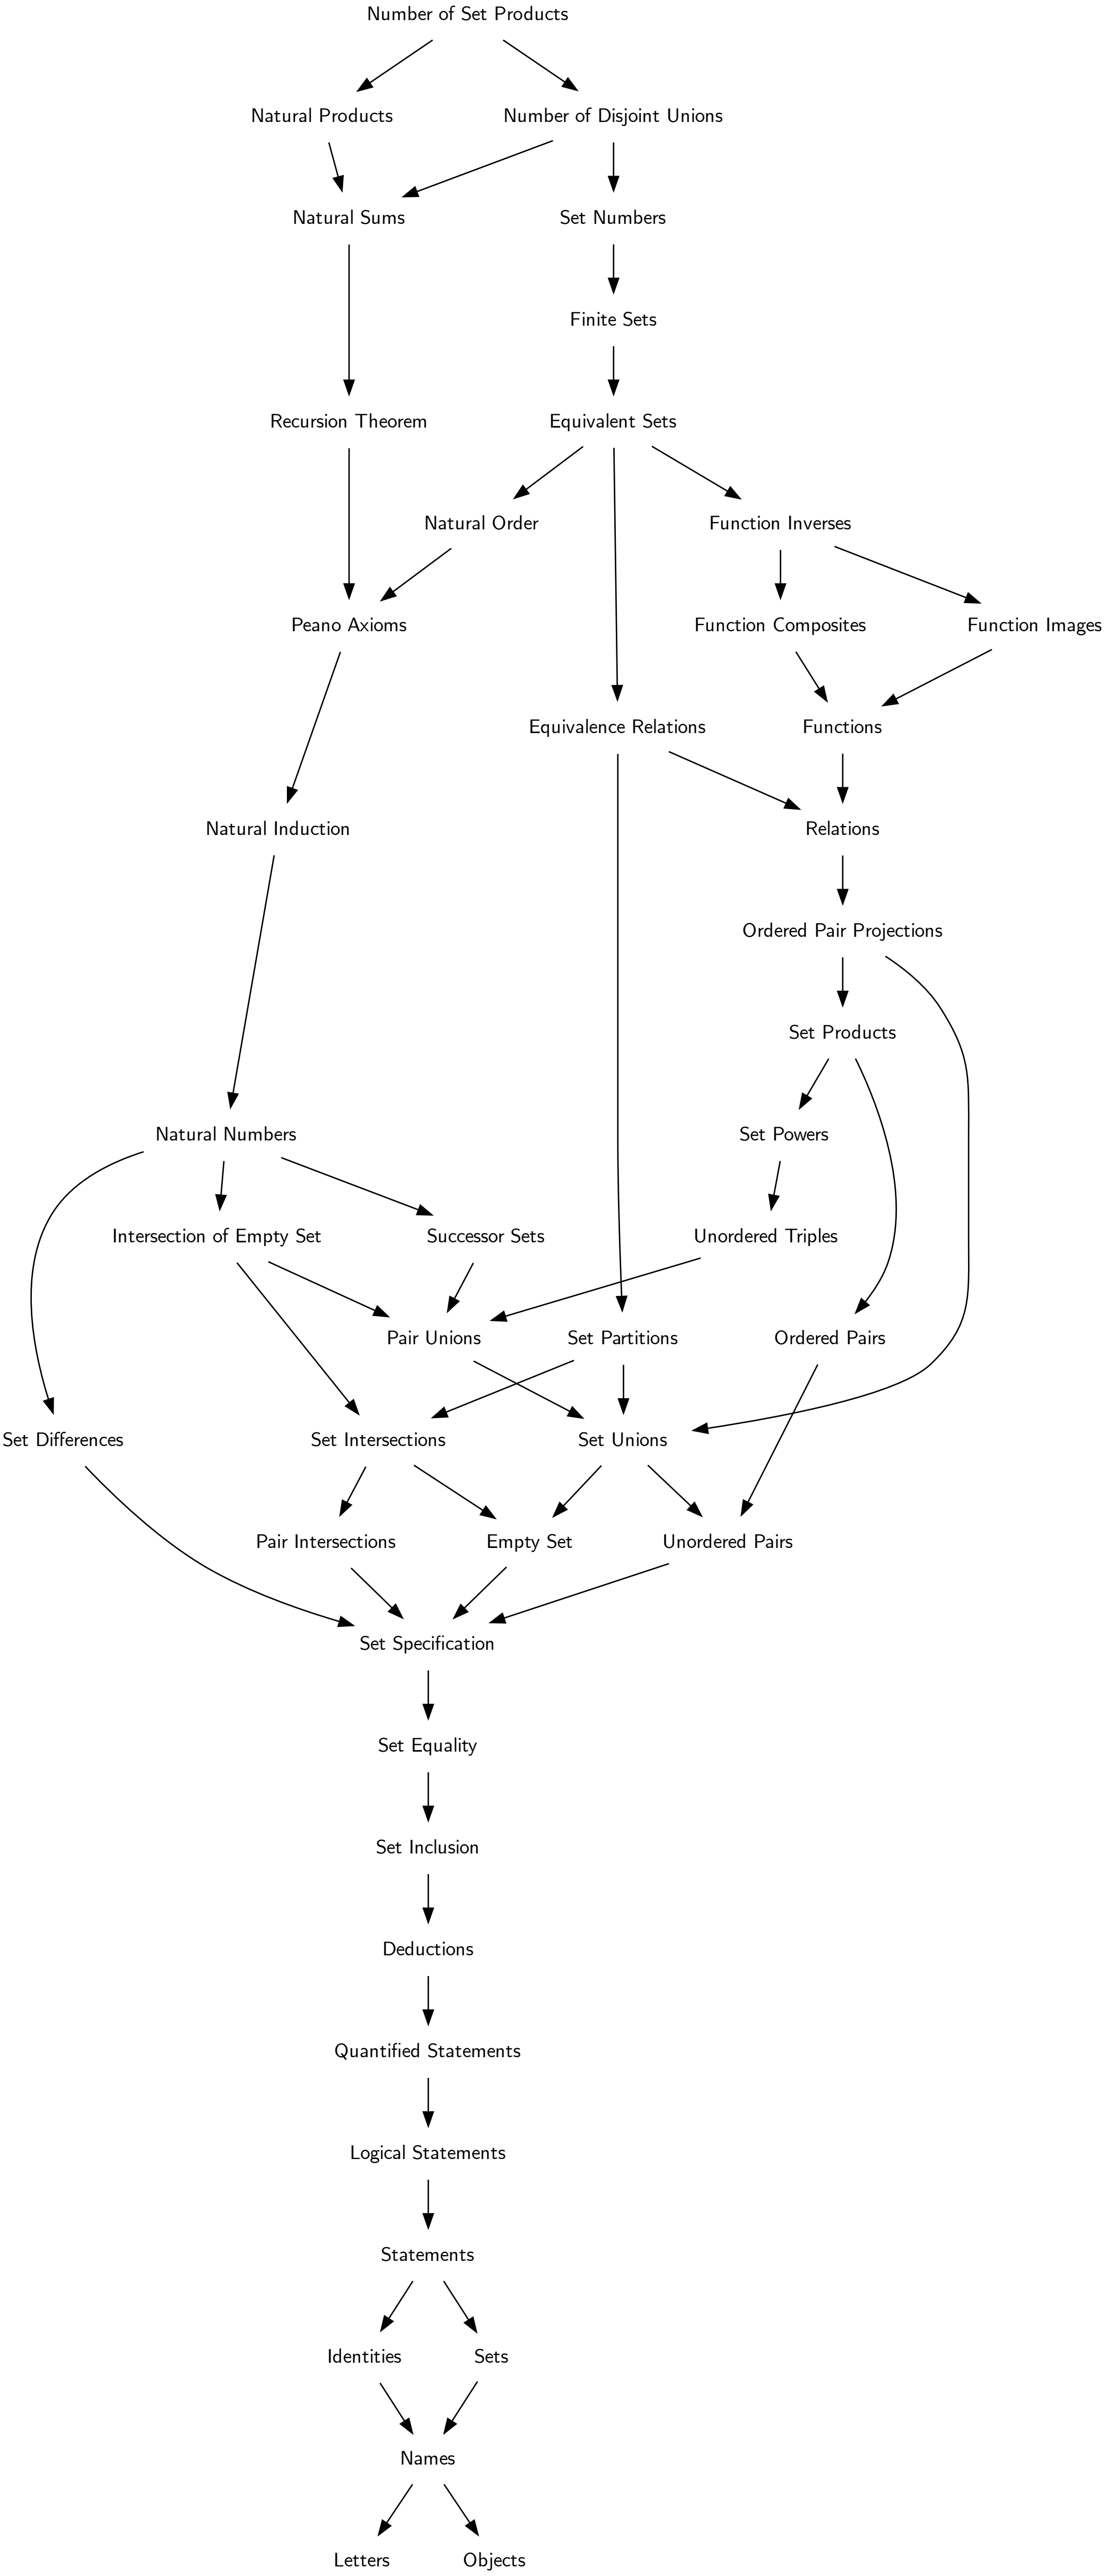 Number of Set Products
Natural Products
Number of Disjoint Unions
Natural Sums
Set Numbers
Finite Sets
Recursion Theorem
Equivalent Sets
Natural Order
Function Inverses
Peano Axioms
Function Composites
Function Images
Equivalence Relations
Functions
Natural Induction
Relations
Ordered Pair Projections
Set Products
Natural Numbers
Set Powers
Intersection of Empty Set
Successor Sets
Unordered Triples
Pair Unions
Set Partitions
Ordered Pairs
Set Differences
Set Intersections
Set Unions
Pair Intersections
Empty Set
Unordered Pairs
Set Specification
Set Equality
Set Inclusion
Deductions
Quantified Statements
Logical Statements
Statements
Identities
Sets
Names
Letters
Objects